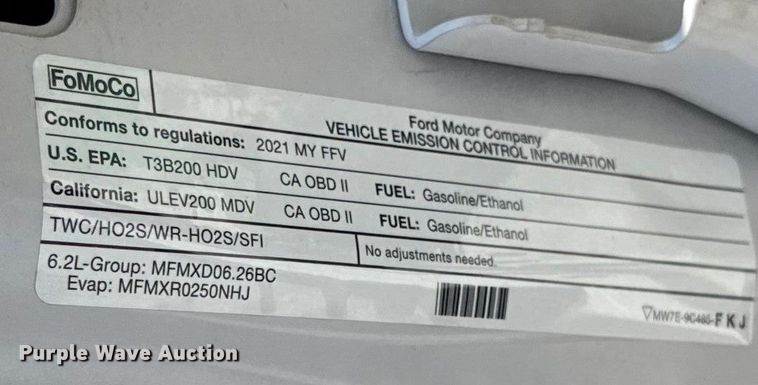 FoMoCo
Ford Motor Company
VEHICLE EMISSION CONTROL INFORMATION
Conforms to regulations: 2021 MY FFV
U.S. EPA: T3B200 HDV CA OBD II FUEL: Gasoline/Ethanol
California: ULEV200 MDV CA OBD II FUEL: Gasoline/Ethanol
TWC/HO2S/WR-HO2S/SFI No adjustments needed.
6.2L-Group: MFMXD06.26BC
Evap: MFMXR0250NHJ
MW7E-9C485-F K J
Purple Wave Auction